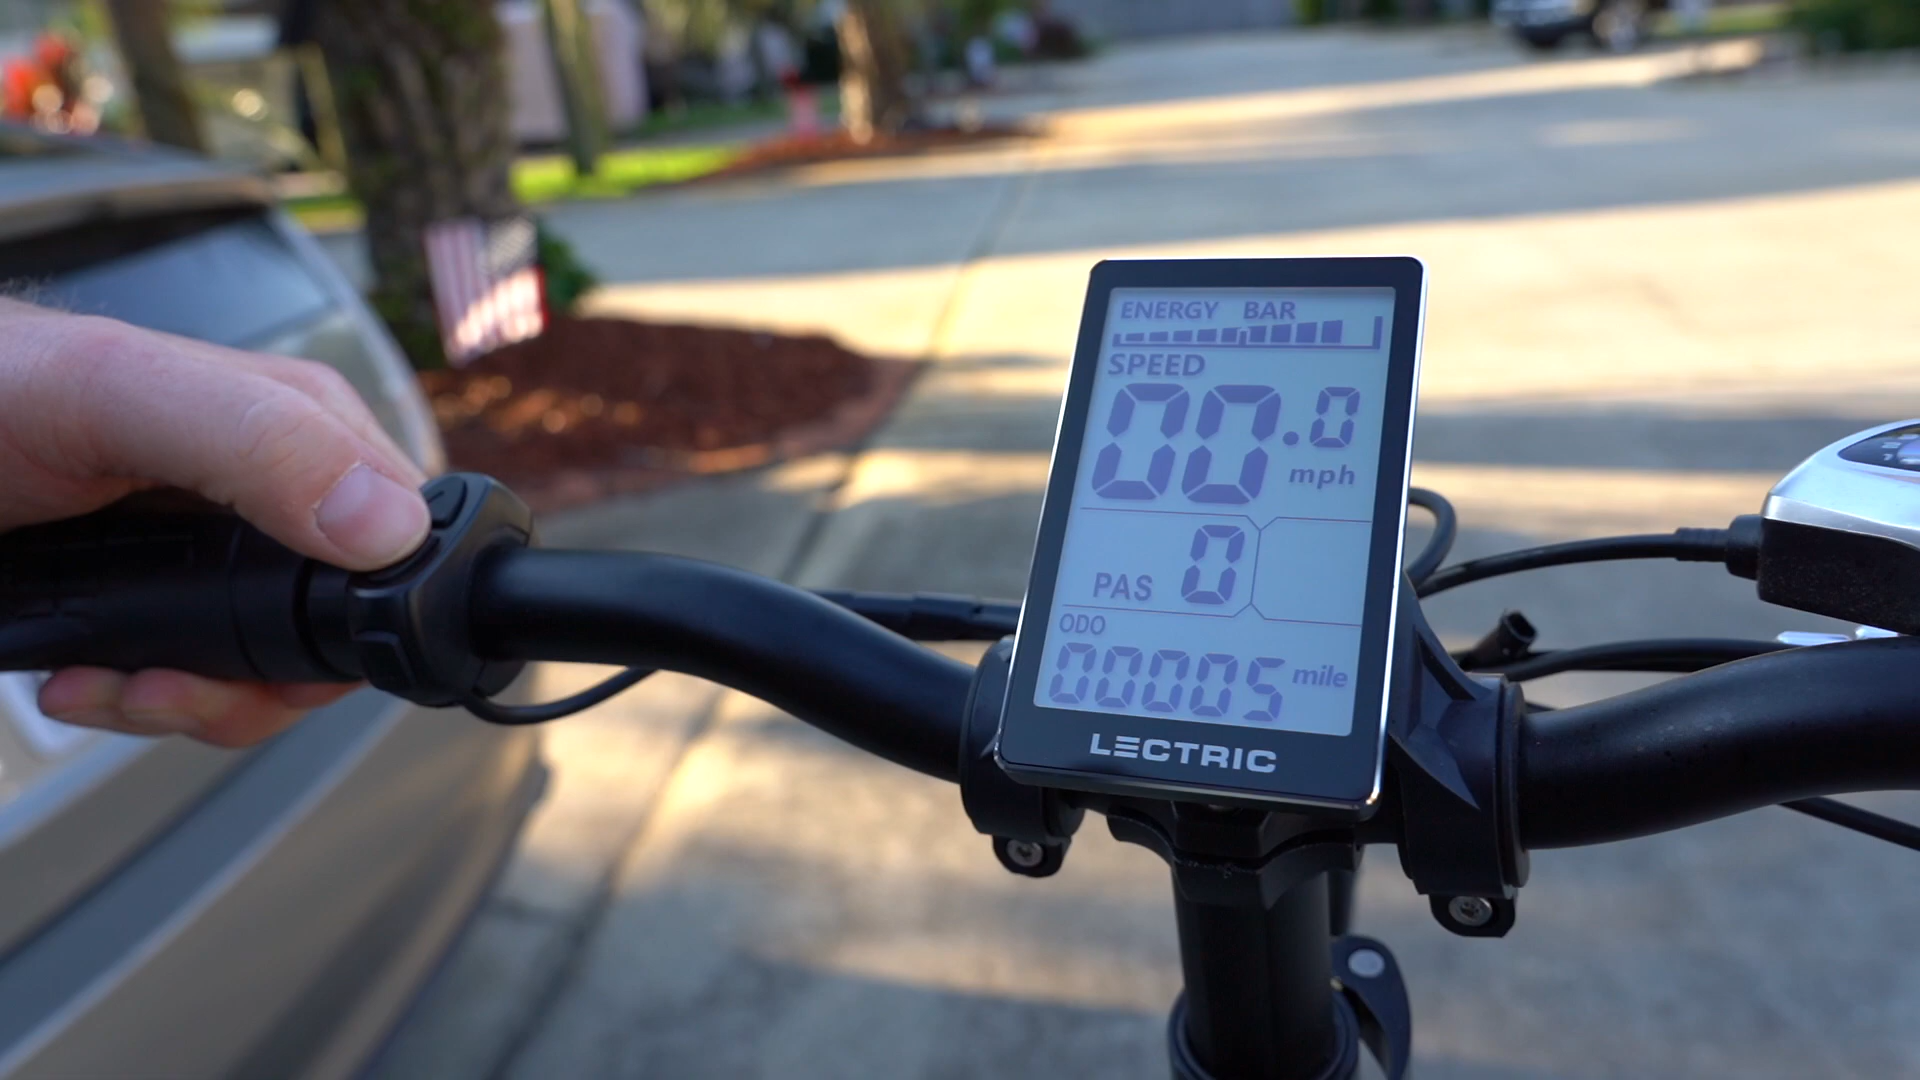 ENERGY BAR
SPEED
00.0
mph
PAS 0
ODO
00005 mile
LECTRIC